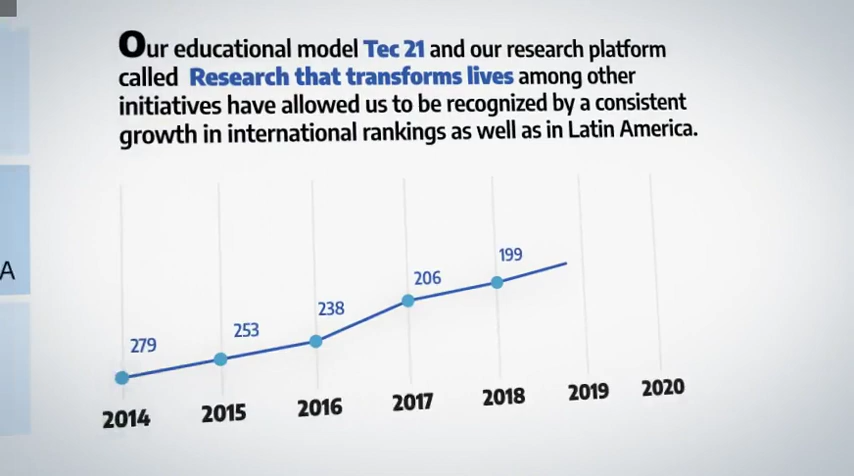 Our educational model Tec 21 and our research platform
called Research that transforms lives among other
initiatives have allowed us to be recognized by a consistent
growth in international rankings as well as in Latin America.
199
206
238
253
279
A
2014 2015 2016 2017 2018 2019 2020